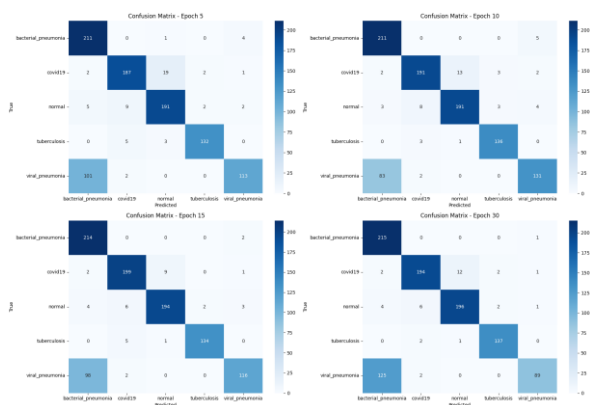 Confusion Matrix - Epoch 5
bacterial_pneumonia 211 0 1 0 4
covid19 2 187 19 2 1
normal 5 9 191 2 2
tuberculosis 0 5 3 132 0
viral_pneumonia 101 2 0 0 113
True
bacterial_pneumonia covid19 normal tuberculosis viral_pneumonia
Predicted
200
175
150
125
100
75
50
25
0
Confusion Matrix - Epoch 10
bacterial_pneumonia 211 0 0 0 5
covid19 2 191 13 3 2
normal 3 8 191 3 4
tuberculosis 0 3 1 136 0
viral_pneumonia 83 2 0 0 131
True
bacterial_pneumonia covid19 normal tuberculosis viral_pneumonia
Predicted
200
175
150
125
100
75
50
25
0
Confusion Matrix - Epoch 15
bacterial_pneumonia 214 0 0 0 2
covid19 2 199 9 0 1
normal 4 6 194 2 3
tuberculosis 0 5 1 134 0
viral_pneumonia 98 2 0 0 116
True
bacterial_pneumonia covid19 normal tuberculosis viral_pneumonia
Predicted
200
175
150
125
100
75
50
25
0
Confusion Matrix - Epoch 30
bacterial_pneumonia 215 0 0 0 1
covid19 2 194 12 2 1
normal 4 6 196 2 1
tuberculosis 0 2 1 137 0
viral_pneumonia 125 2 0 0 89
True
bacterial_pneumonia covid19 normal tuberculosis viral_pneumonia
Predicted
200
175
150
125
100
75
50
25
0